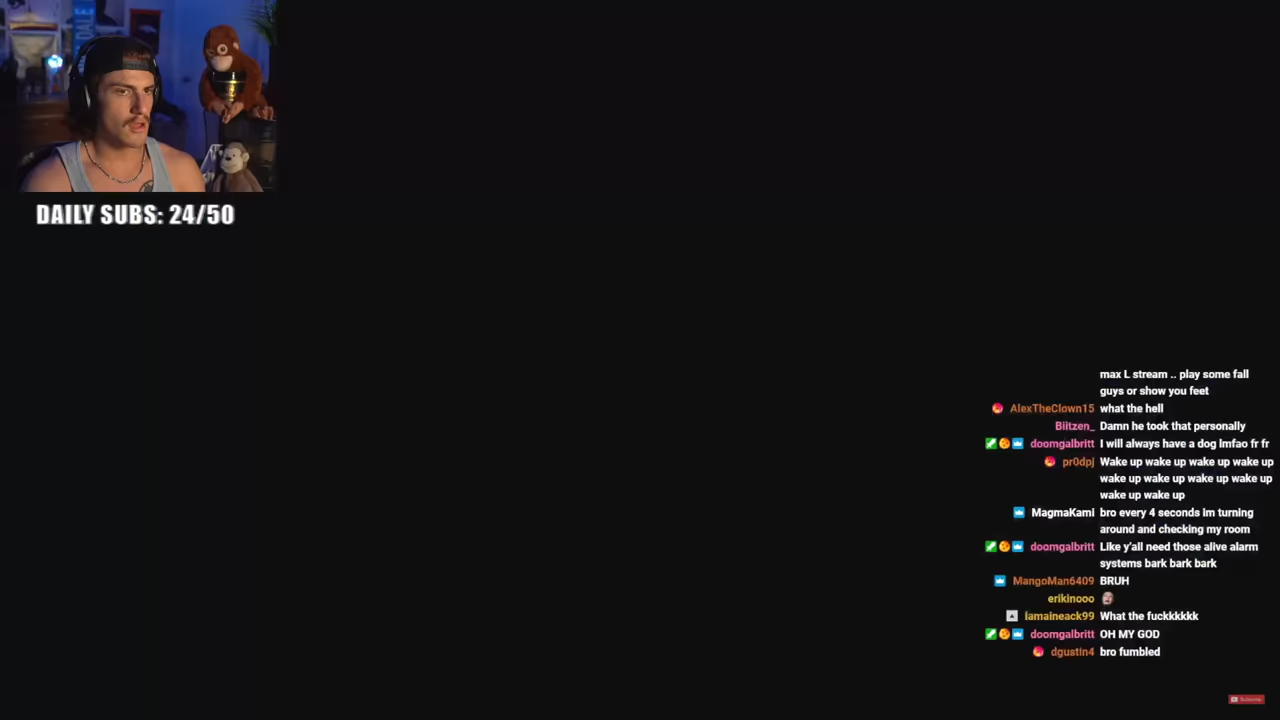 DALE
DAILY SUBS: 24/50
max L stream .. play some fall
guys or show you feet
AlexTheClown15 what the hell
Biitzen_ Damn he took that personally
doomgalbritt I will always have a dog lmfao fr fr
pr0dpj Wake up wake up wake up wake up
wake up wake up wake up wake up
wake up wake up
MagmaKami bro every 4 seconds im turning
around and checking my room
doomgalbritt Like y'all need those alive alarm
systems bark bark bark
MangoMan6409 BRUH
erikinooo
iamaineack99 What the fuckkkkkk
doomgalbritt OH MY GOD
dgustin4 bro fumbled
Subscribe